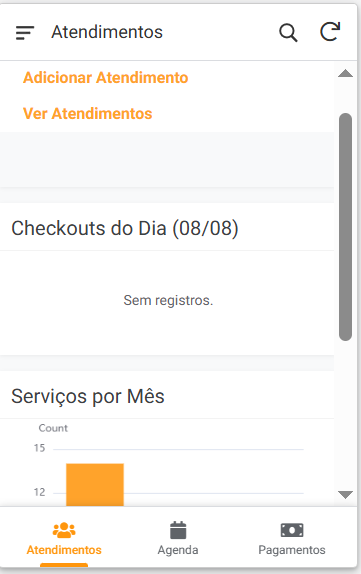 Atendimentos
Adicionar Atendimento
Ver Atendimentos
Checkouts do Dia (08/08)
Sem registros.
Serviços por Mês
Count
15
12
Atendimentos
Agenda
Pagamentos